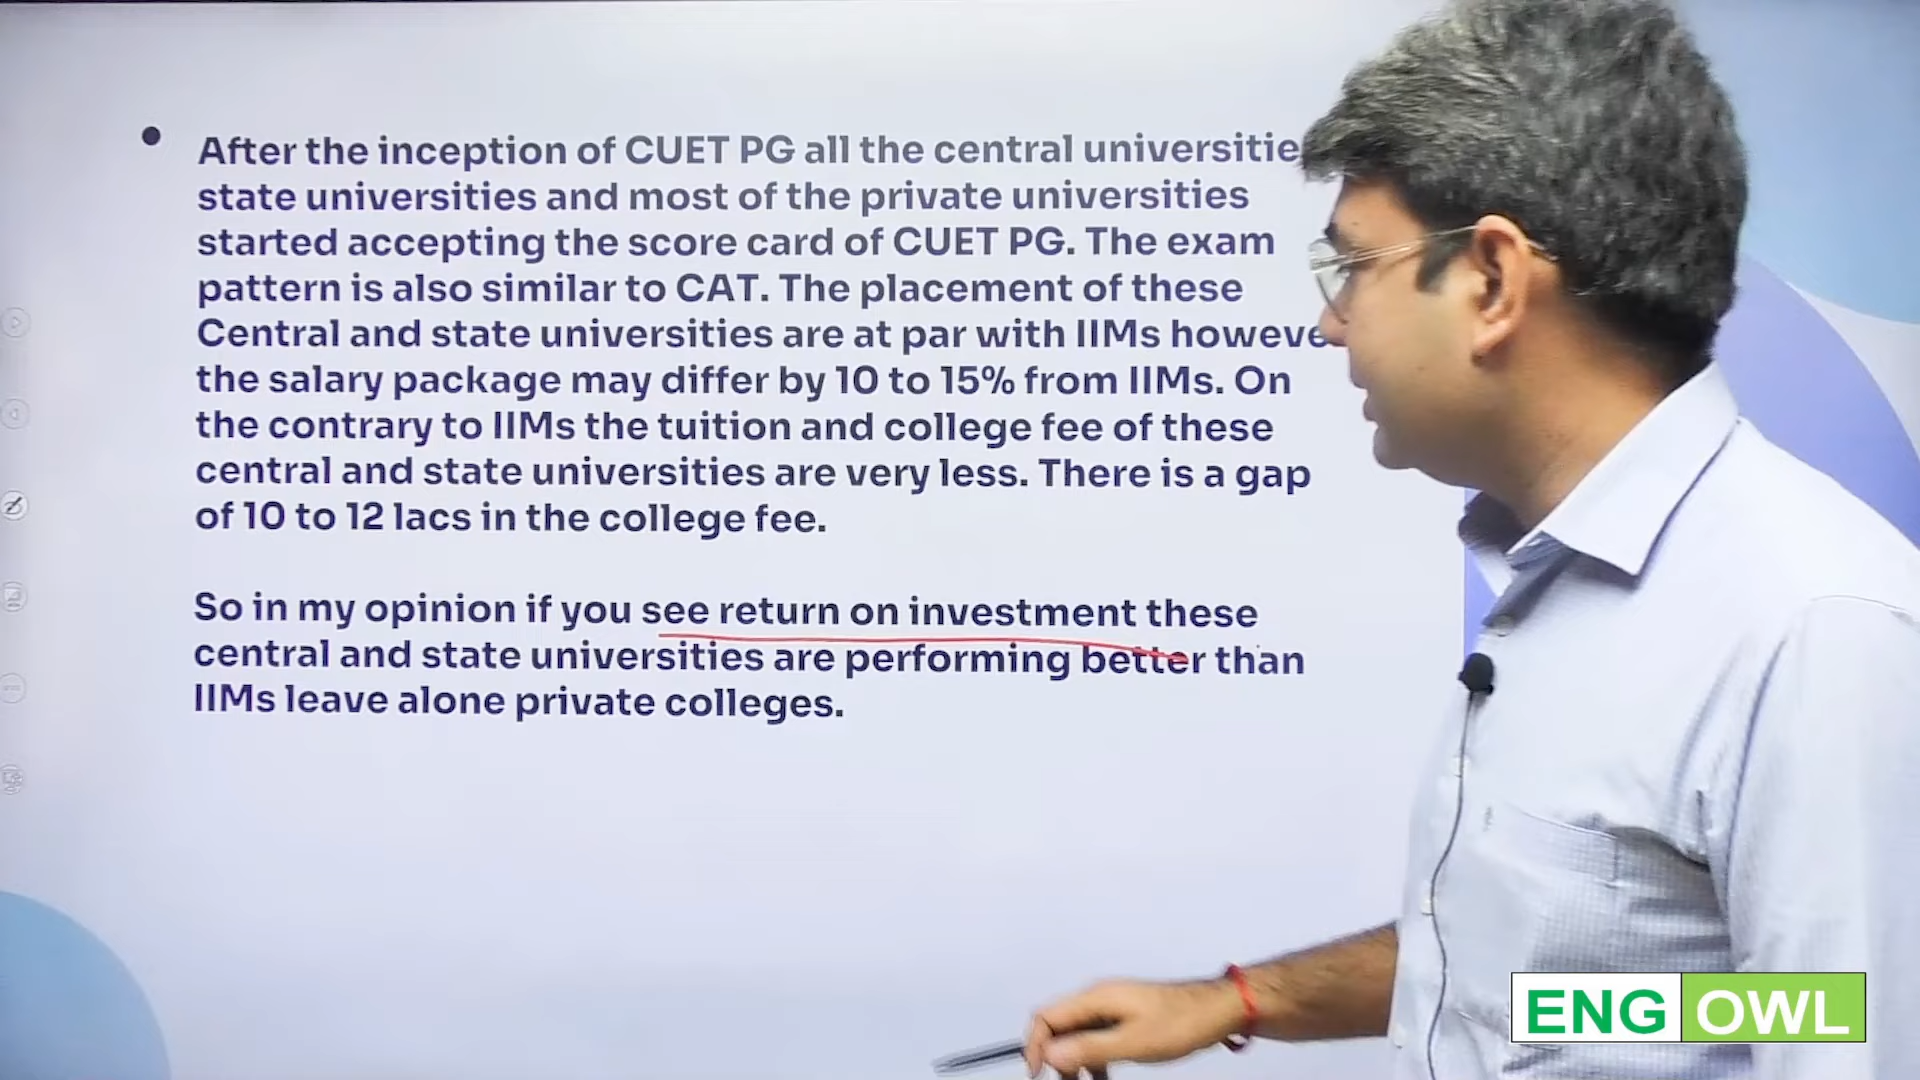 After the inception of CUET PG all the central universitie
state universities and most of the private universities
started accepting the score card of CUET PG. The exam
pattern is also similar to CAT. The placement of these
Central and state universities are at par with IIMs howeve
the salary package may differ by 10 to 15% from IIMs. On
the contrary to IIMs the tuition and college fee of these
central and state universities are very less. There is a gap
of 10 to 12 lacs in the college fee.
So in my opinion if you see return on investment these
central and state universities are performing better than
IIMs leave alone private colleges.
ENG OWL